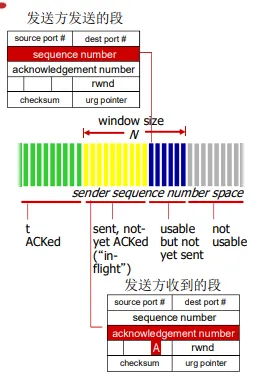 发送方发送的段
source port # dest port #
sequence number
acknowledgement number
rwnd
checksum urg pointer
window size
N
sender sequence number space
t
ACKed
sent, not-
yet ACKed
(“in-
flight”)
usable
but not
yet sent
not
usable
发送方收到的段
source port # dest port #
sequence number
acknowledgement number
A rwnd
checksum urg pointer